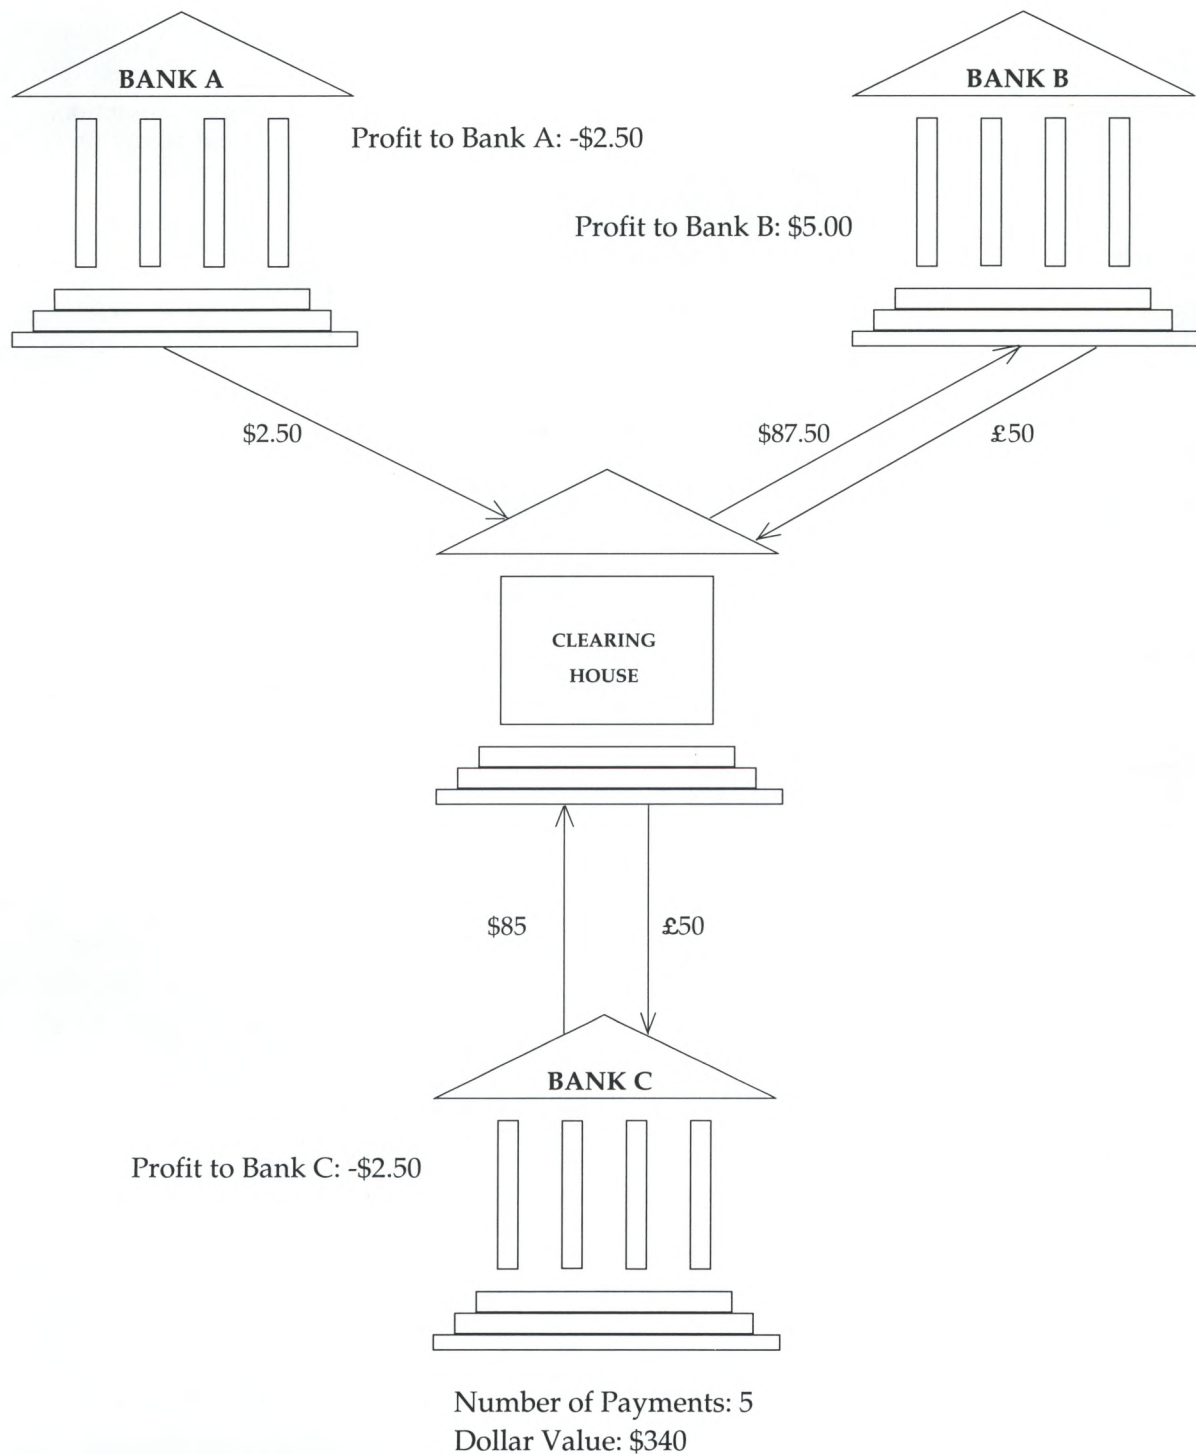 BANK A
BANK B
Profit to Bank A: -$2.50
Profit to Bank B: $5.00
$2.50
$87.50
£50
CLEARING
HOUSE
$85
£50
BANK C
Profit to Bank C: -$2.50
Number of Payments: 5
Dollar Value: $340